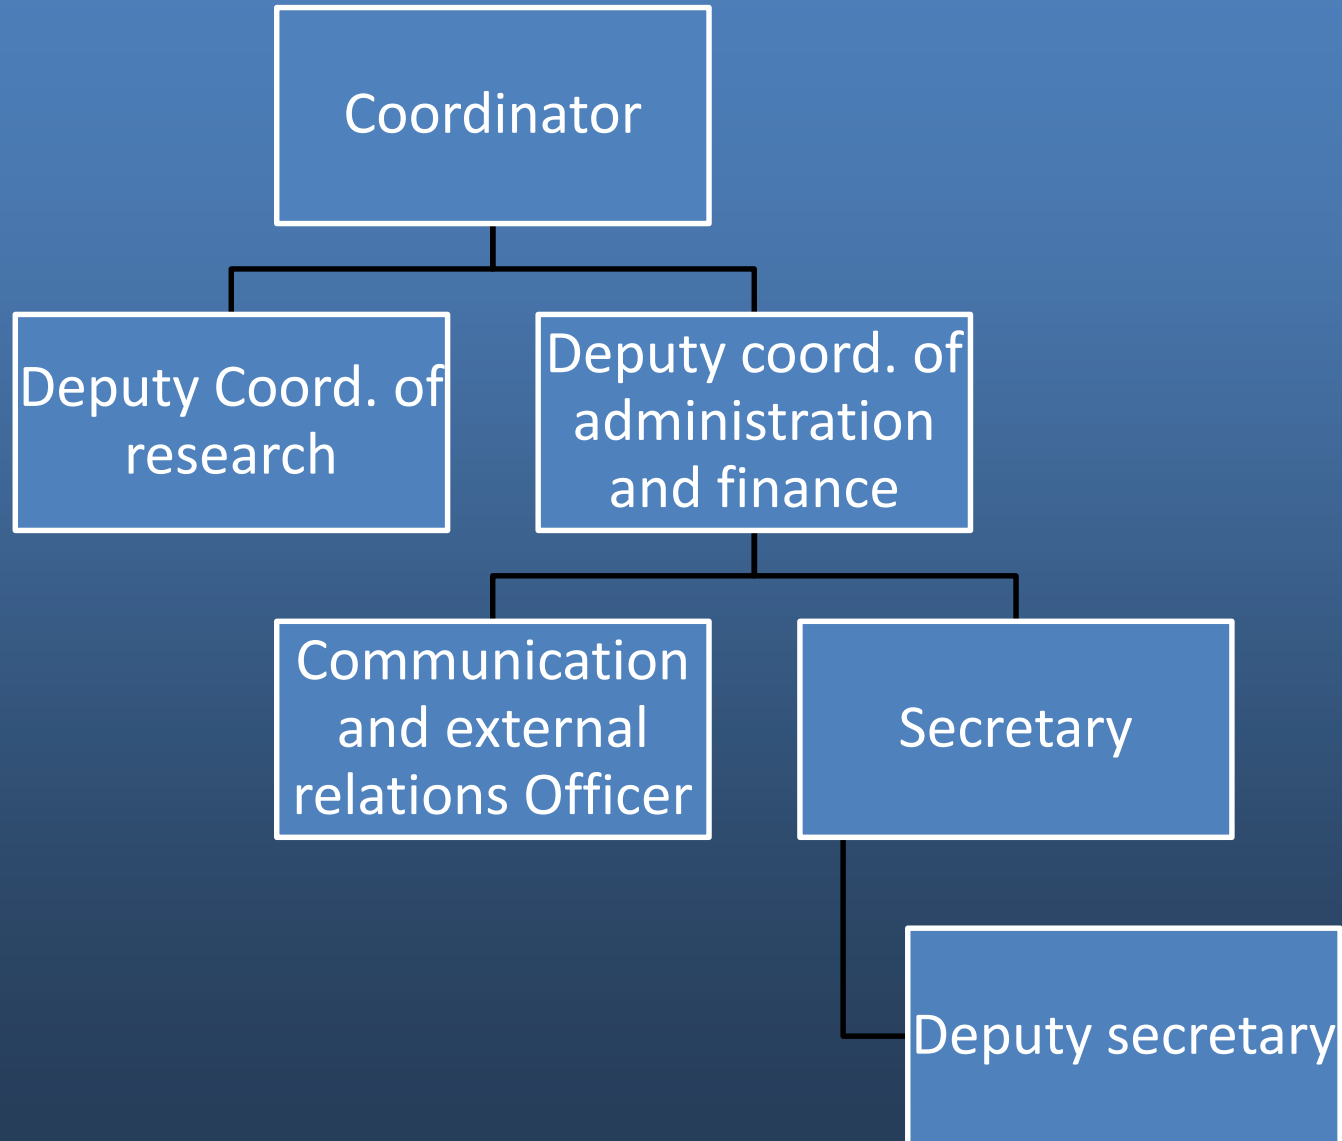 Coordinator
Deputy Coord. of
research
Deputy coord. of
administration
and finance
Communication
and external
relations Officer
Secretary
Deputy secretary